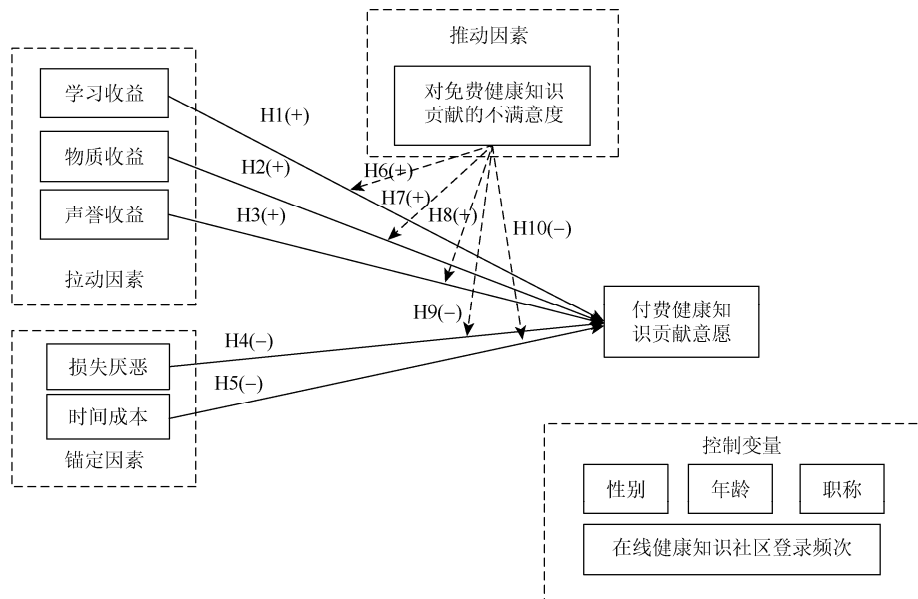 推动因素
对免费健康知识
贡献的不满意度
学习收益
物质收益
声誉收益
拉动因素
H1(+)
H2(+)
H3(+)
H6(+)
H7(+)
H8(+)
H10(−)
H9(−)
H4(−)
H5(−)
损失厌恶
时间成本
锚定因素
付费健康知
识贡献意愿
控制变量
性别
年龄
职称
在线健康知识社区登录频次